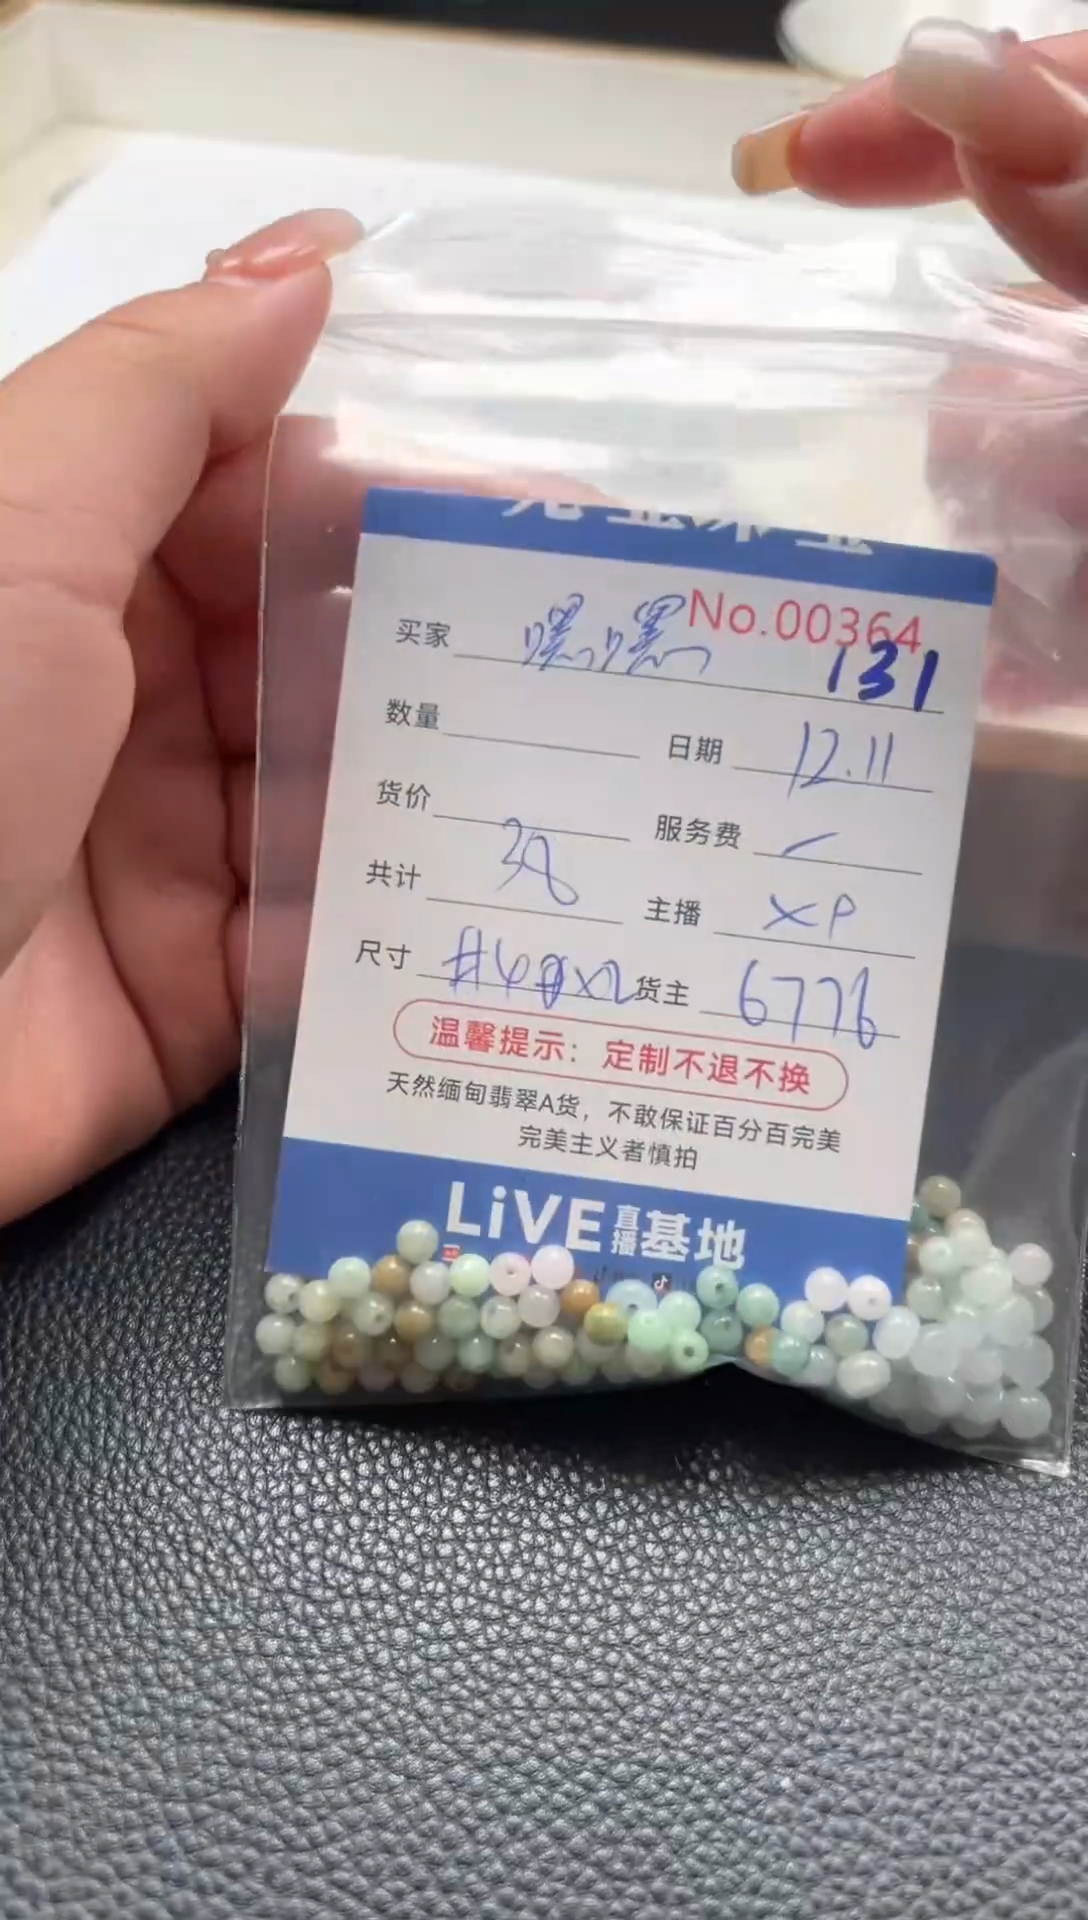 No.00364
买家 嘿嘿
131
数量 日期 12.11
货价 服务费
共计 38 主播 XP
尺寸 货主 6776
温馨提示：定制不退不换
天然缅甸翡翠A货，不敢保证百分百完美
完美主义者慎拍
LiVE直播基地